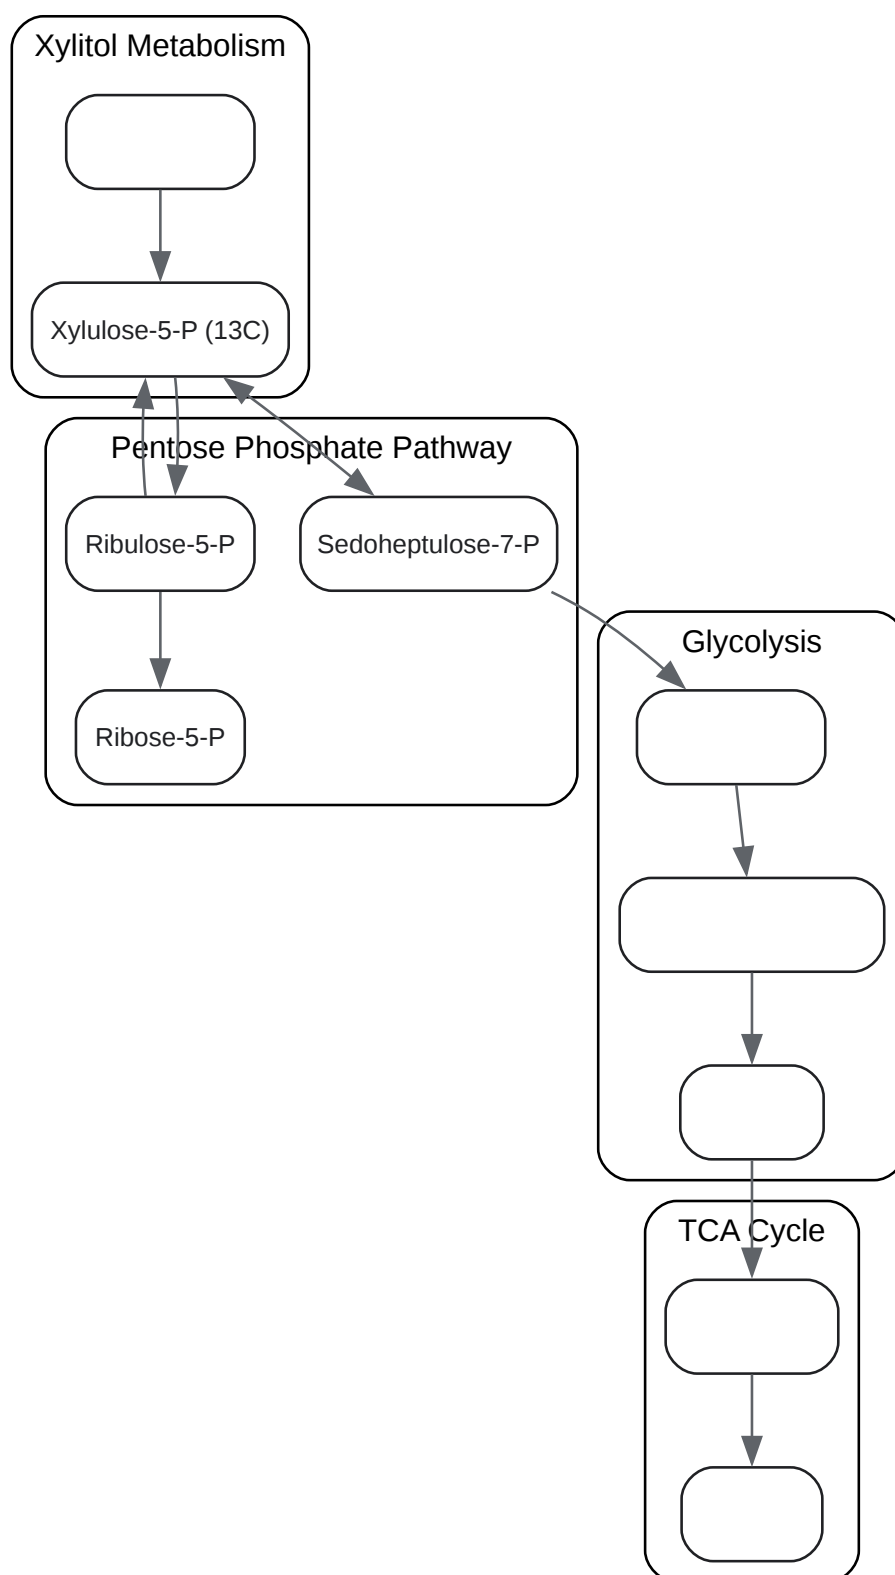 Xylitol Metabolism
Xylulose-5-P (13C)
Pentose Phosphate Pathway
Ribulose-5-P
Sedoheptulose-7-P
Glycolysis
Ribose-5-P
TCA Cycle